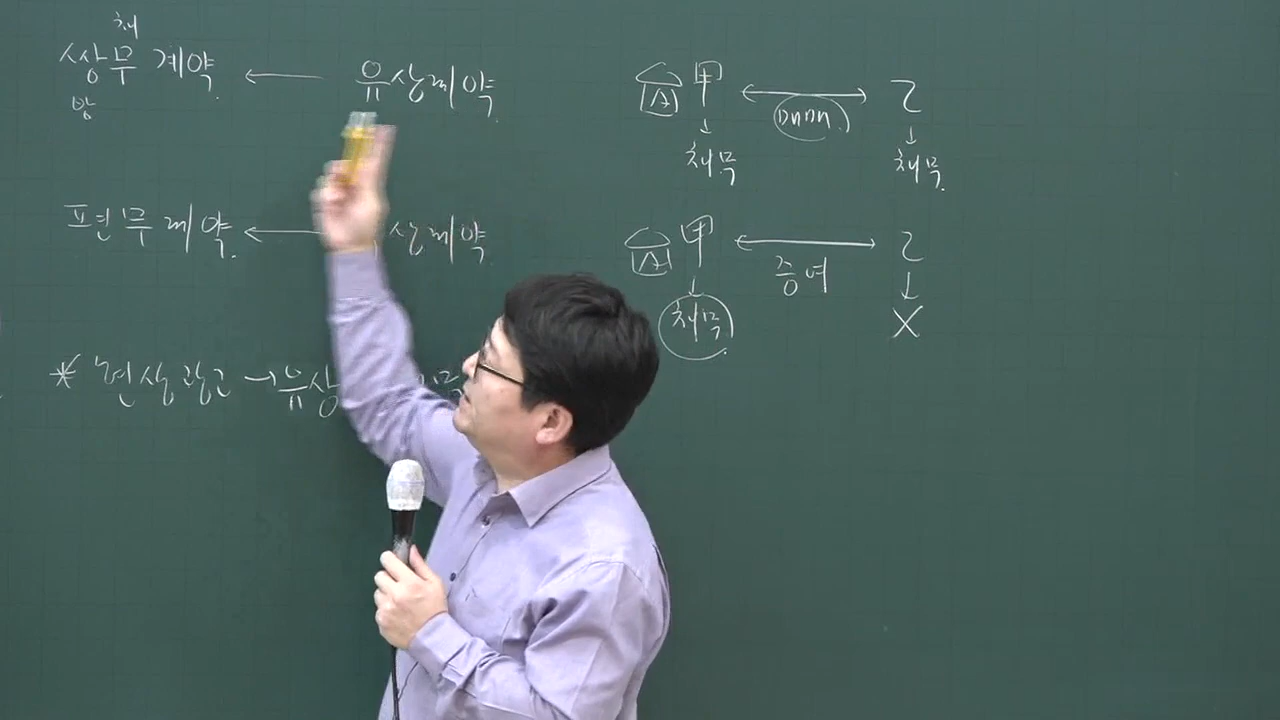 채
쌍무 계약
방
유상계약
편무계약
상계약
* 현상광고 → 유상
甲 ↔ 乙
매매
채무 채무
甲 ↔ 乙
증여
채무 X